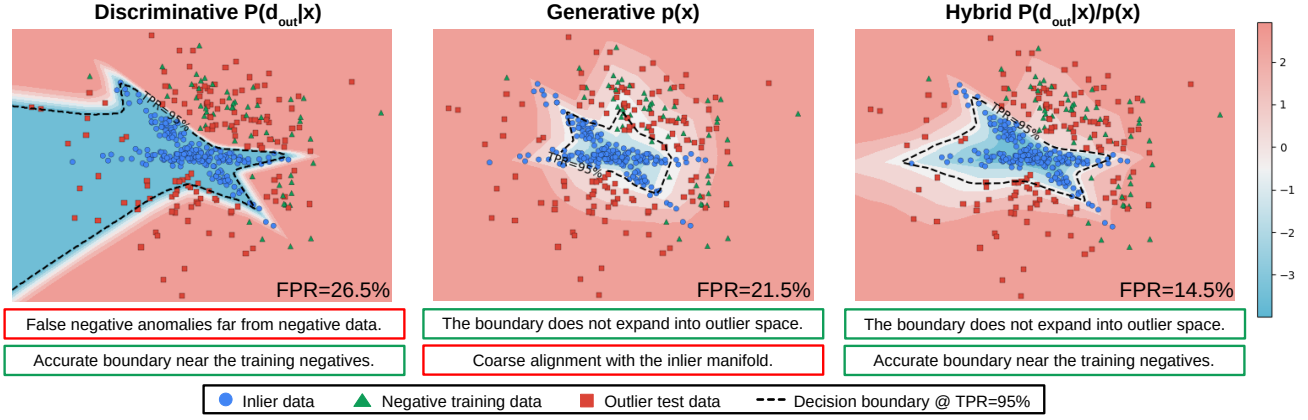 Discriminative P(d_out|x)
Generative p(x)
Hybrid P(d_out|x)/p(x)
TPR=95%
FPR=26.5%
TPR=95%
FPR=21.5%
TPR=95%
FPR=14.5%
2
1
0
−1
−2
−3
False negative anomalies far from negative data.
The boundary does not expand into outlier space.
The boundary does not expand into outlier space.
Accurate boundary near the training negatives.
Coarse alignment with the inlier manifold.
Accurate boundary near the training negatives.
Inlier data
Negative training data
Outlier test data
Decision boundary @ TPR=95%